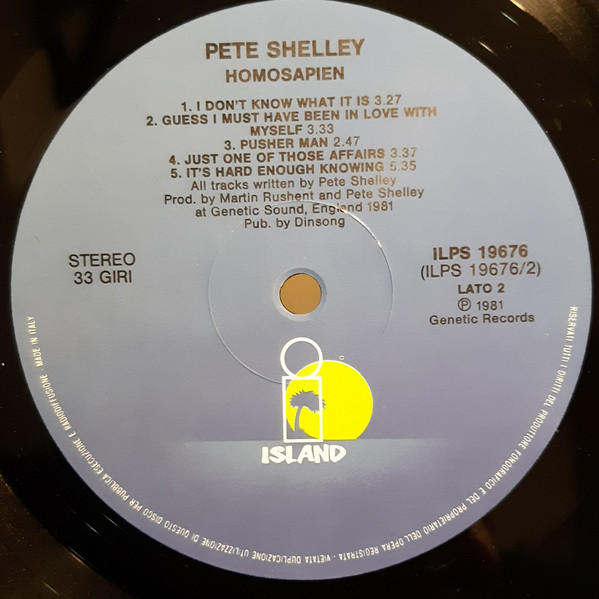 PETE SHELLEY
HOMOSAPIEN
1. I DON'T KNOW WHAT IT IS 3.27
2. GUESS I MUST HAVE BEEN IN LOVE WITH
MYSELF 3.33
3. PUSHER MAN 2.47
4. JUST ONE OF THOSE AFFAIRS 3.37
5. IT'S HARD ENOUGH KNOWING 5.35
All tracks written by Pete Shelley
Prod. by Martin Rushent and Pete Shelley
at Genetic Sound, England 1981
Pub. by Dinsong
STEREO
33 GIRI
ILPS 19676
(ILPS 19676/2)
LATO 2
℗ 1981
Genetic Records
i
ISLAND
RISERVATI TUTTI I DIRITTI DEL PRODUTTORE FONOGRAFICO E DEL PROPRIETARIO DELL'OPERA REGISTRATA - VIETATA DUPLICAZIONE UTILIZZAZIONE DI QUESTO DISCO PER PUBBLICA ESECUZIONE E RADIODIFFUSIONE MADE IN ITALY